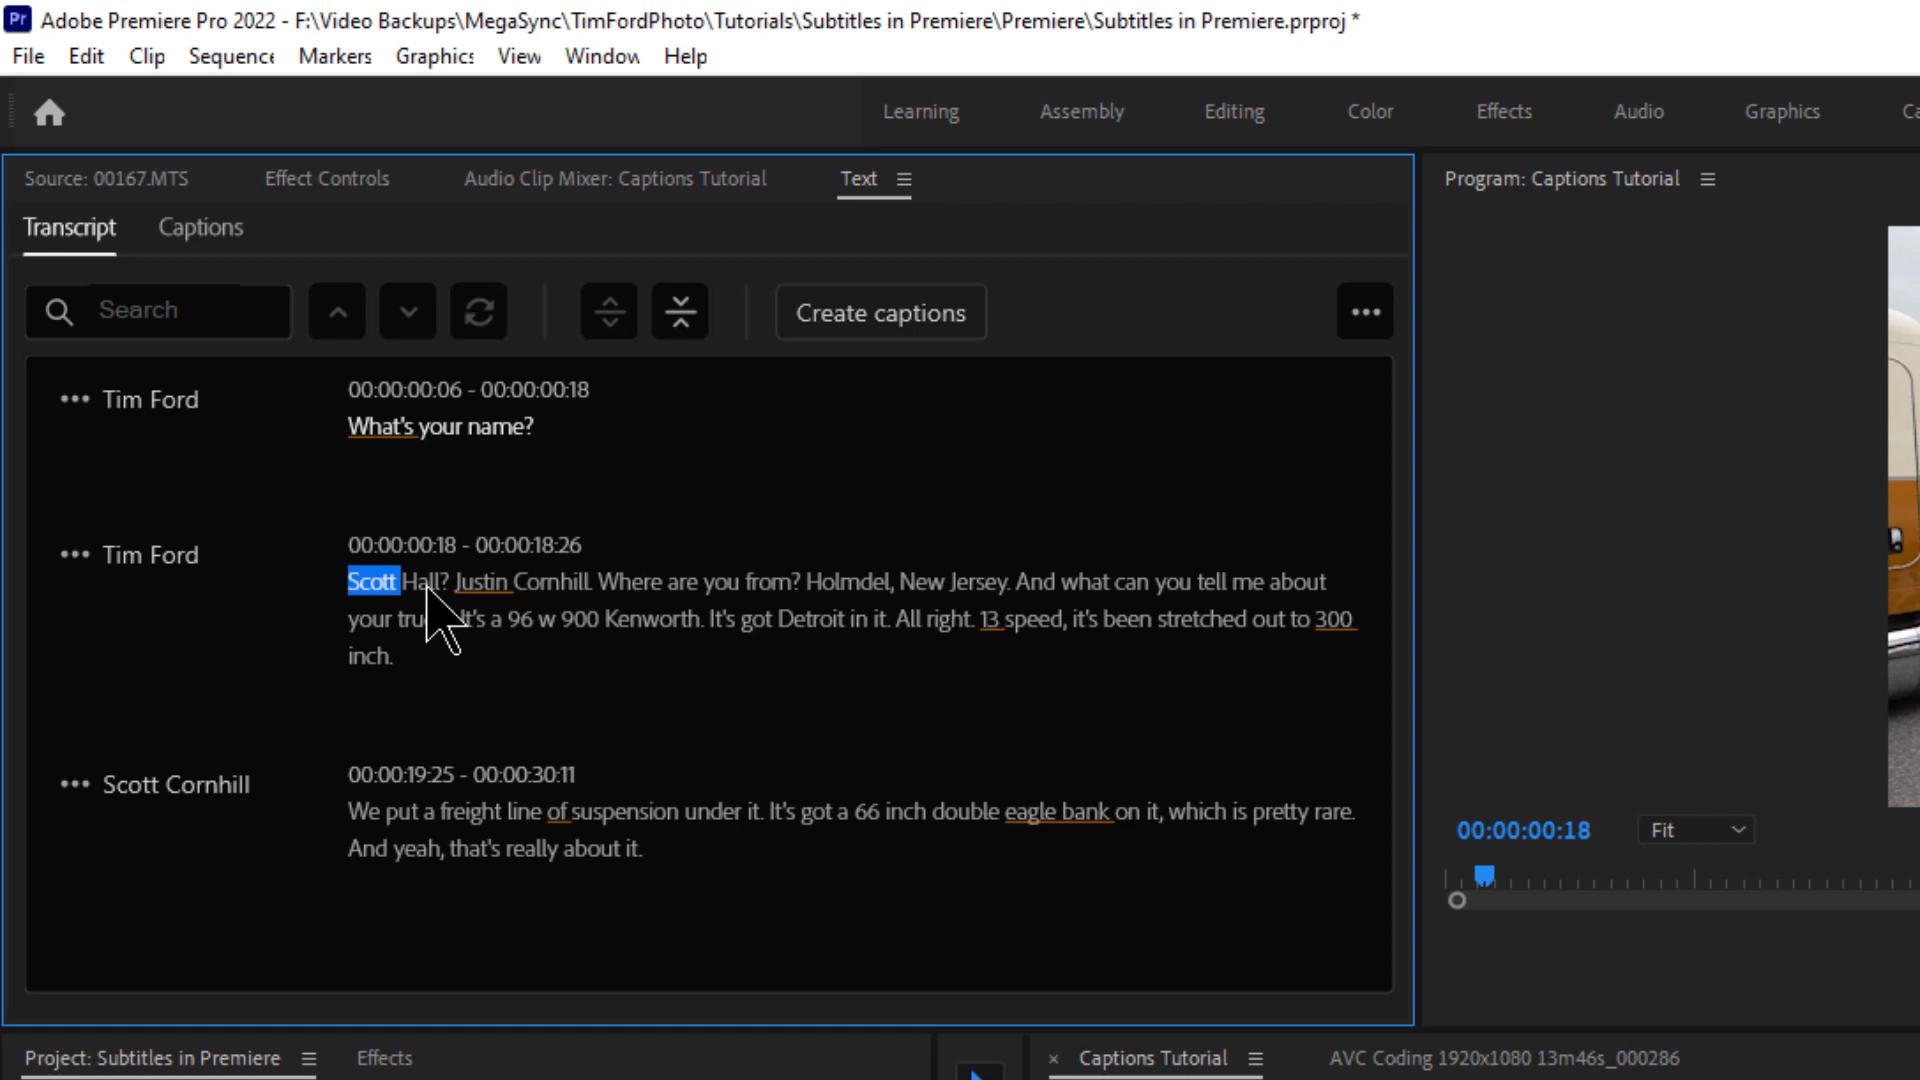 Pr Adobe Premiere Pro 2022 - F:\Video Backups\MegaSync\TimFordPhoto\Tutorials\Subtitles in Premiere\Premiere\Subtitles in Premiere.prproj *
File Edit Clip Sequence Markers Graphics View Window Help
Learning Assembly Editing Color Effects Audio Graphics Ca
Source: 00167.MTS Effect Controls Audio Clip Mixer: Captions Tutorial Text
Program: Captions Tutorial
Transcript Captions
Search Create captions
Tim Ford 00:00:00:06 - 00:00:00:18
What's your name?
Tim Ford 00:00:00:18 - 00:00:18:26
Scott Hall? Justin Cornhill. Where are you from? Holmdel, New Jersey. And what can you tell me about
your It's a 96 w 900 Kenworth. It's got Detroit in it. All right. 13 speed, it's been stretched out to 300
inch.
Scott Cornhill 00:00:19:25 - 00:00:30:11
We put a freight line of suspension under it. It's got a 66 inch double eagle bank on it, which is pretty rare.
And yeah, that's really about it.
00:00:00:18 Fit
Project: Subtitles in Premiere Effects
× Captions Tutorial AVC Coding 1920x1080 13m46s_000286